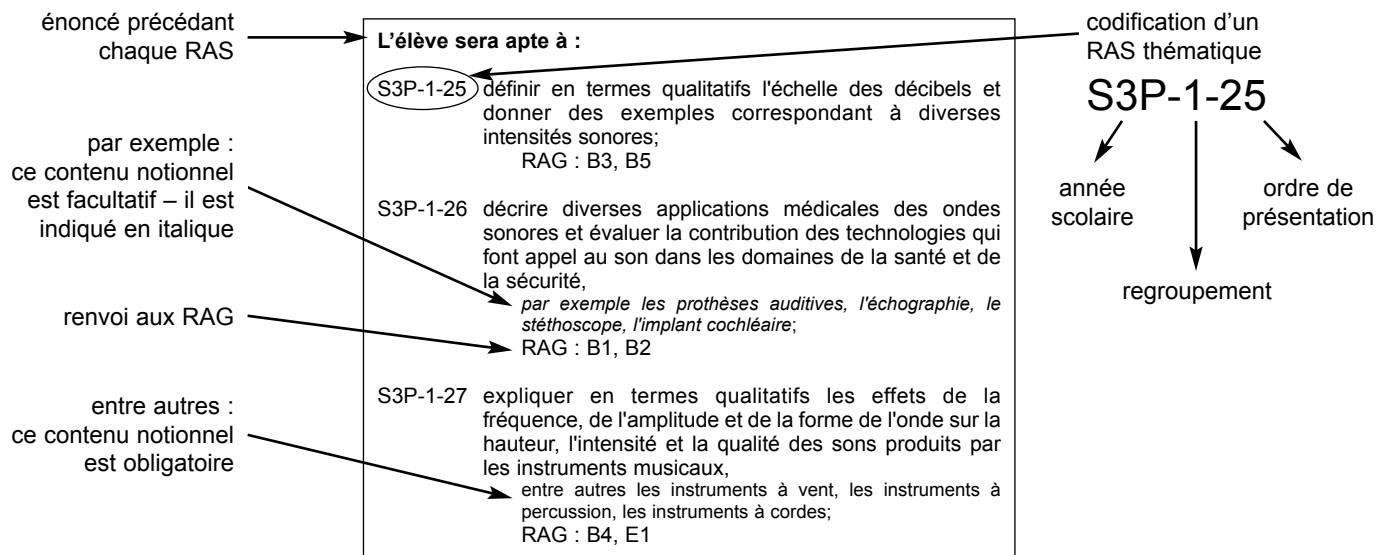 énoncé précédant
chaque RAS
par exemple :
ce contenu notionnel
est facultatif – il est
indiqué en italique
renvoi aux RAG
entre autres :
ce contenu notionnel
est obligatoire
L'élève sera apte à :
S3P-1-25 définir en termes qualitatifs l'échelle des décibels et
donner des exemples correspondant à diverses
intensités sonores;
RAG : B3, B5
S3P-1-26 décrire diverses applications médicales des ondes
sonores et évaluer la contribution des technologies qui
font appel au son dans les domaines de la santé et de
la sécurité,
par exemple les prothèses auditives, l'échographie, le
stéthoscope, l'implant cochléaire;
RAG : B1, B2
S3P-1-27 expliquer en termes qualitatifs les effets de la
fréquence, de l'amplitude et de la forme de l'onde sur la
hauteur, l'intensité et la qualité des sons produits par
les instruments musicaux,
entre autres les instruments à vent, les instruments à
percussion, les instruments à cordes;
RAG : B4, E1
codification d'un
RAS thématique
S3P-1-25
année
scolaire
ordre de
présentation
regroupement